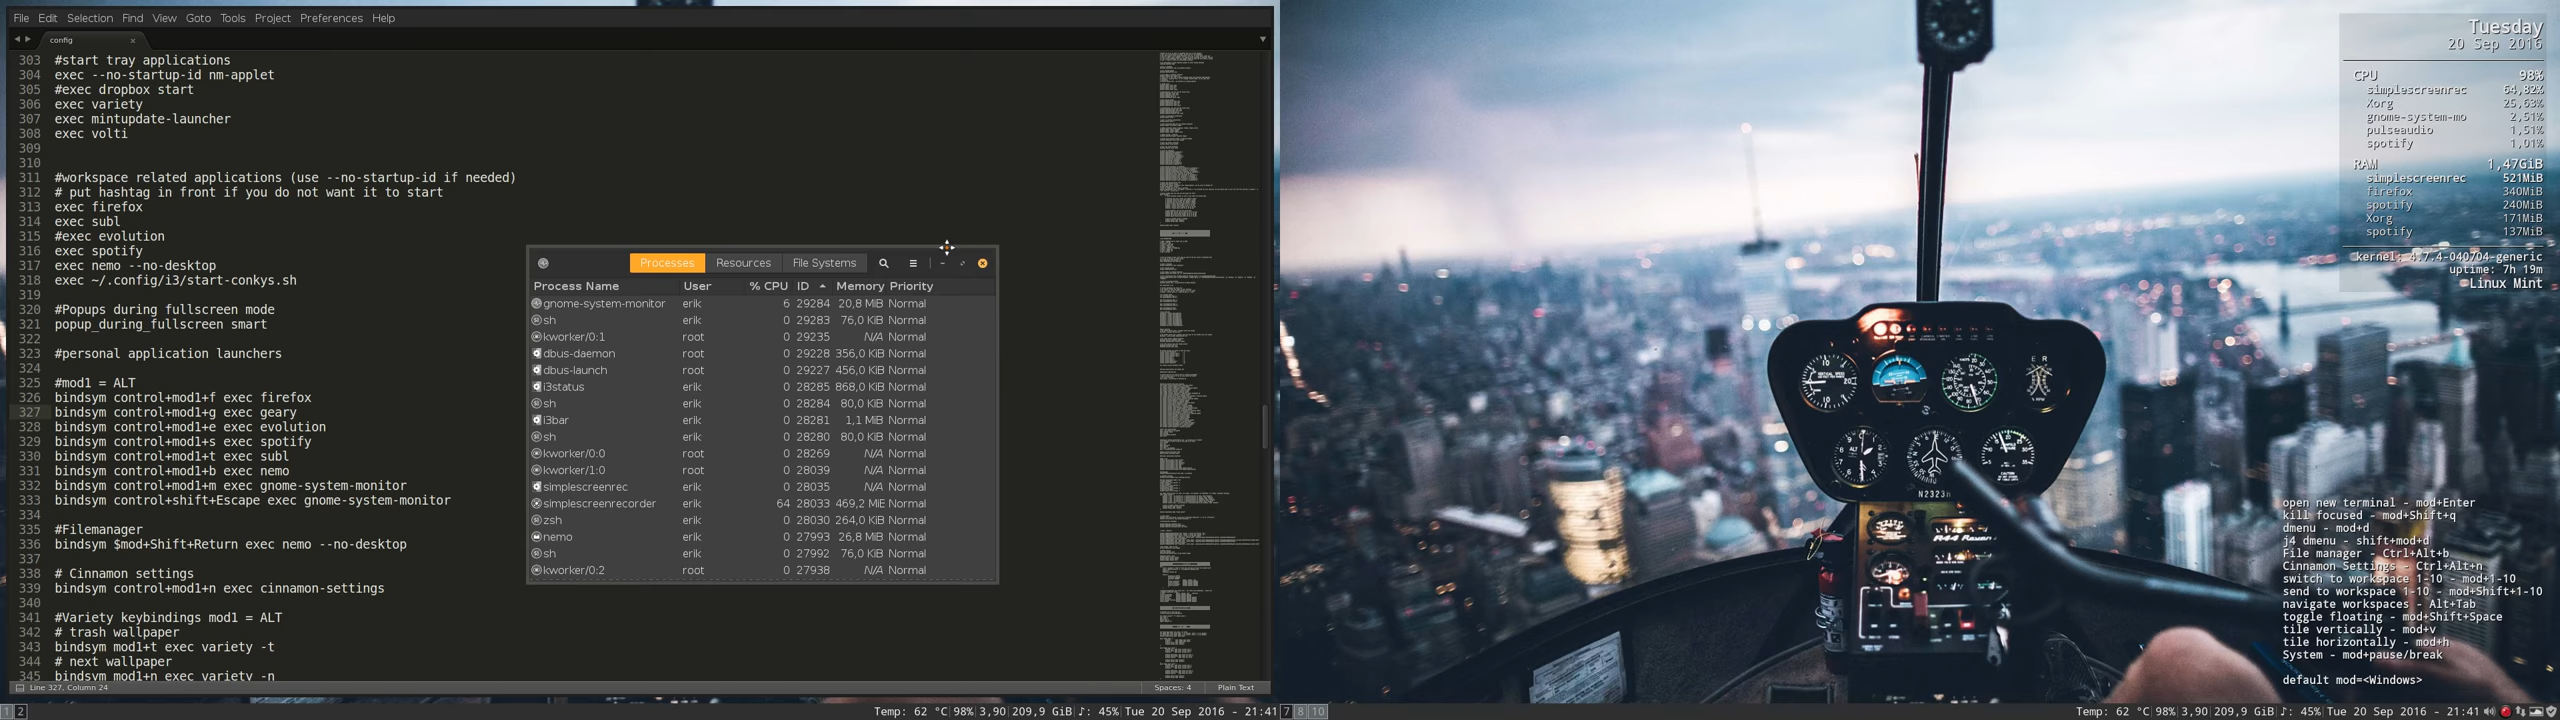 File Edit Selection Find View Goto Tools Project Preferences Help
config
303 #start tray applications
304 exec --no-startup-id nm-applet
305 #exec dropbox start
306 exec variety
307 exec mintupdate-launcher
308 exec volti
309
310
311 #workspace related applications (use --no-startup-id if needed)
312 # put hashtag in front if you do not want it to start
313 exec firefox
314 exec subl
315 #exec evolution
316 exec spotify
317 exec nemo --no-desktop
318 exec ~/.config/i3/start-conkys.sh
319
320 #Popups during fullscreen mode
321 popup_during_fullscreen smart
322
323 #personal application launchers
324
325 #mod1 = ALT
326 bindsym control+mod1+f exec firefox
327 bindsym control+mod1+g exec geary
328 bindsym control+mod1+e exec evolution
329 bindsym control+mod1+s exec spotify
330 bindsym control+mod1+t exec subl
331 bindsym control+mod1+b exec nemo
332 bindsym control+mod1+m exec gnome-system-monitor
333 bindsym control+shift+Escape exec gnome-system-monitor
334
335 #Filemanager
336 bindsym $mod+Shift+Return exec nemo --no-desktop
337
338 # Cinnamon settings
339 bindsym control+mod1+n exec cinnamon-settings
340
341 #Variety keybindings mod1 = ALT
342 # trash wallpaper
343 bindsym mod1+t exec variety -t
344 # next wallpaper
345 bindsym mod1+n exec variety -n
Line 327, Column 24
Spaces: 4 Plain Text
Processes Resources File Systems
Process Name User % CPU ID Memory Priority
gnome-system-monitor erik 6 29284 20,8 MiB Normal
sh erik 0 29283 76,0 KiB Normal
kworker/0:1 root 0 29235 N/A Normal
dbus-daemon root 0 29228 356,0 KiB Normal
dbus-launch root 0 29227 456,0 KiB Normal
i3status erik 0 28285 868,0 KiB Normal
sh erik 0 28284 80,0 KiB Normal
i3bar erik 0 28281 1,1 MiB Normal
sh erik 0 28280 80,0 KiB Normal
kworker/0:0 root 0 28269 N/A Normal
kworker/1:0 root 0 28039 N/A Normal
simplescreenrec erik 0 28035 N/A Normal
simplescreenrecorder erik 64 28033 469,2 MiB Normal
zsh erik 0 28030 264,0 KiB Normal
nemo erik 0 27993 26,8 MiB Normal
sh erik 0 27992 76,0 KiB Normal
kworker/0:2 root 0 27938 N/A Normal
1 2
Temp: 62 °C 98% 3,90 209,9 GiB ♪: 45% Tue 20 Sep 2016 - 21:41
Tuesday
20 Sep 2016
CPU 98%
simplescreenrec 64,82%
Xorg 25,63%
gnome-system-mo 2,51%
pulseaudio 1,51%
spotify 1,01%
RAM 1,47GiB
simplescreenrec 521MiB
firefox 340MiB
spotify 240MiB
Xorg 171MiB
spotify 137MiB
kernel: 4.7.4-040704-generic
uptime: 7h 19m
Linux Mint
N2323
R44 Raven
open new terminal - mod+Enter
kill focused - mod+Shift+q
dmenu - mod+d
j4 dmenu - shift+mod+d
File manager - Ctrl+Alt+b
Cinnamon Settings - Ctrl+Alt+n
switch to workspace 1-10 - mod+1-10
send to workspace 1-10 - mod+Shift+1-10
navigate workspaces - Alt+Tab
toggle floating - mod+Shift+Space
tile vertically - mod+v
tile horizontally - mod+h
System - mod+pause/break
default mod=<Windows>
7 8 10
Temp: 62 °C 98% 3,90 209,9 GiB ♪: 45% Tue 20 Sep 2016 - 21:41